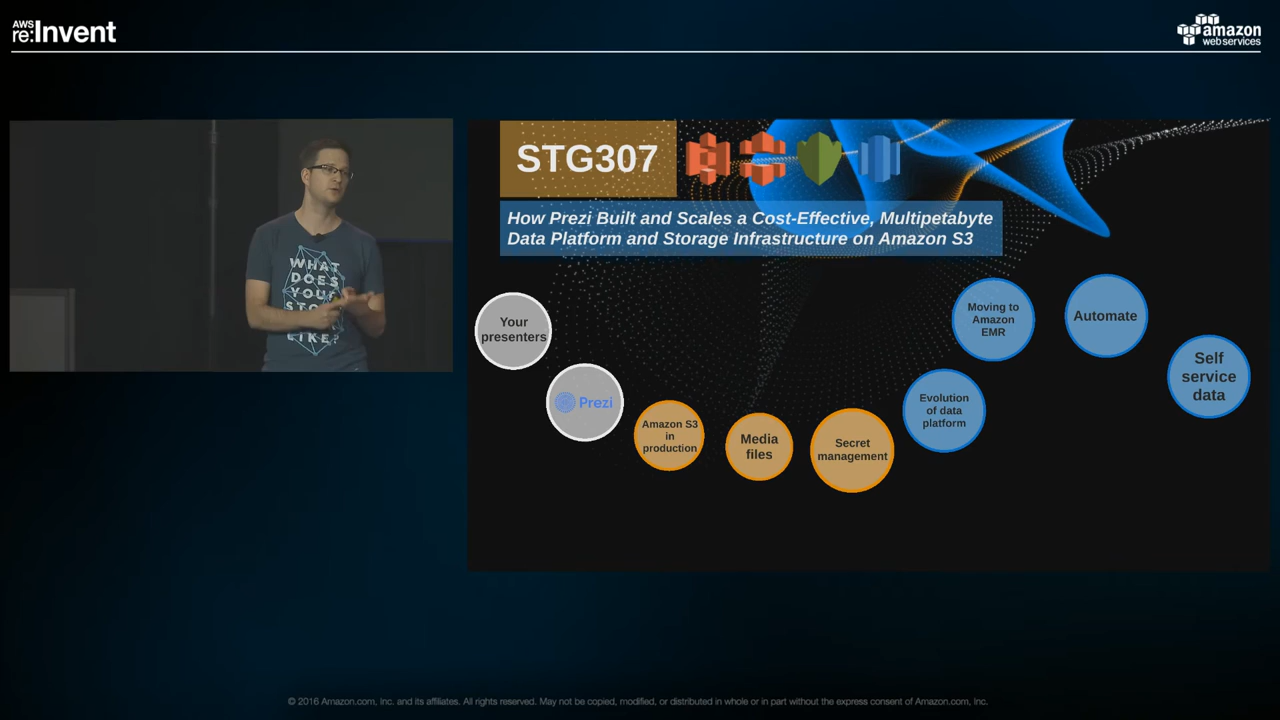 AWS
re:Invent
amazon
web services
WHAT
DOES
YOUR
LIKE?
STG307
How Prezi Built and Scales a Cost-Effective, Multipetabyte
Data Platform and Storage Infrastructure on Amazon S3
Your
presenters
Prezi
Amazon S3
in
production
Media
files
Secret
management
Evolution
of data
platform
Moving to
Amazon
EMR
Automate
Self
service
data
© 2016 Amazon.com, Inc. and its affiliates. All rights reserved. May not be copied, modified, or distributed in whole or in part without the express consent of Amazon.com, Inc.